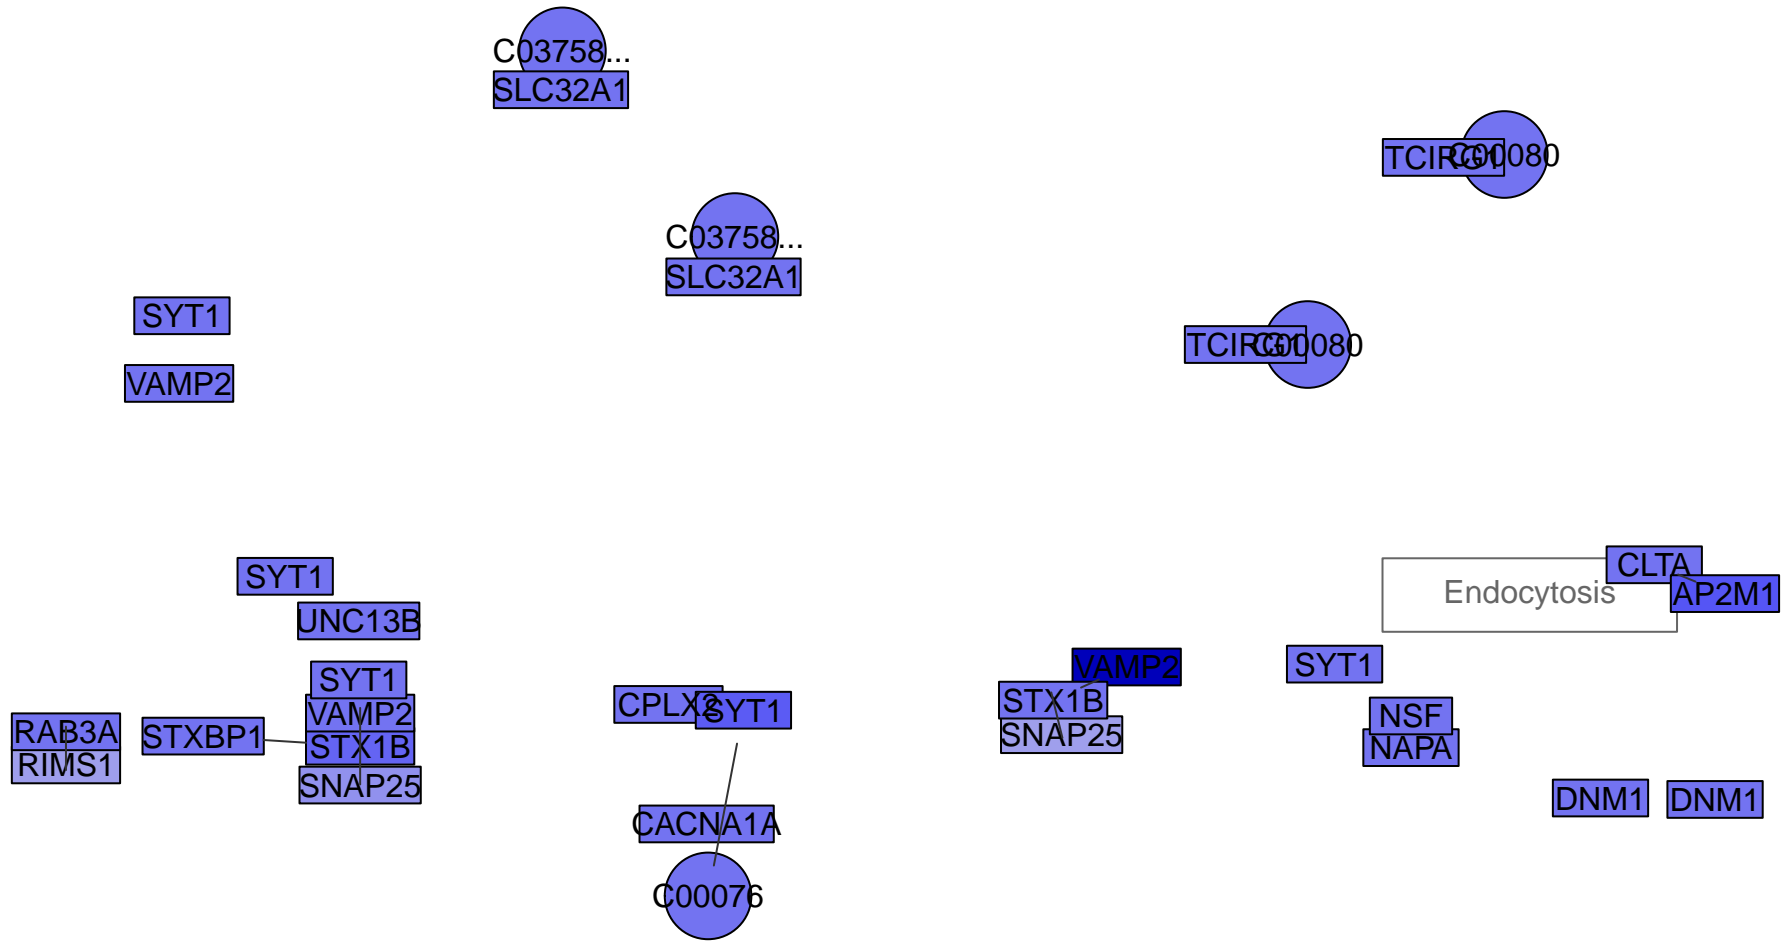 C03758...
SLC32A1
TCIRG1
C00080
C03758...
SLC32A1
SYT1
TCIRG1
C00080
VAMP2
SYT1
CLTA
Endocytosis
AP2M1
UNC13B
SYT1
VAMP2
SYT1
STX1B
CPLX2
SYT1
VAMP2
NSF
RAB3A
STXBP1
STX1B
SNAP25
NAPA
RIMS1
SNAP25
DNM1
DNM1
CACNA1A
C00076